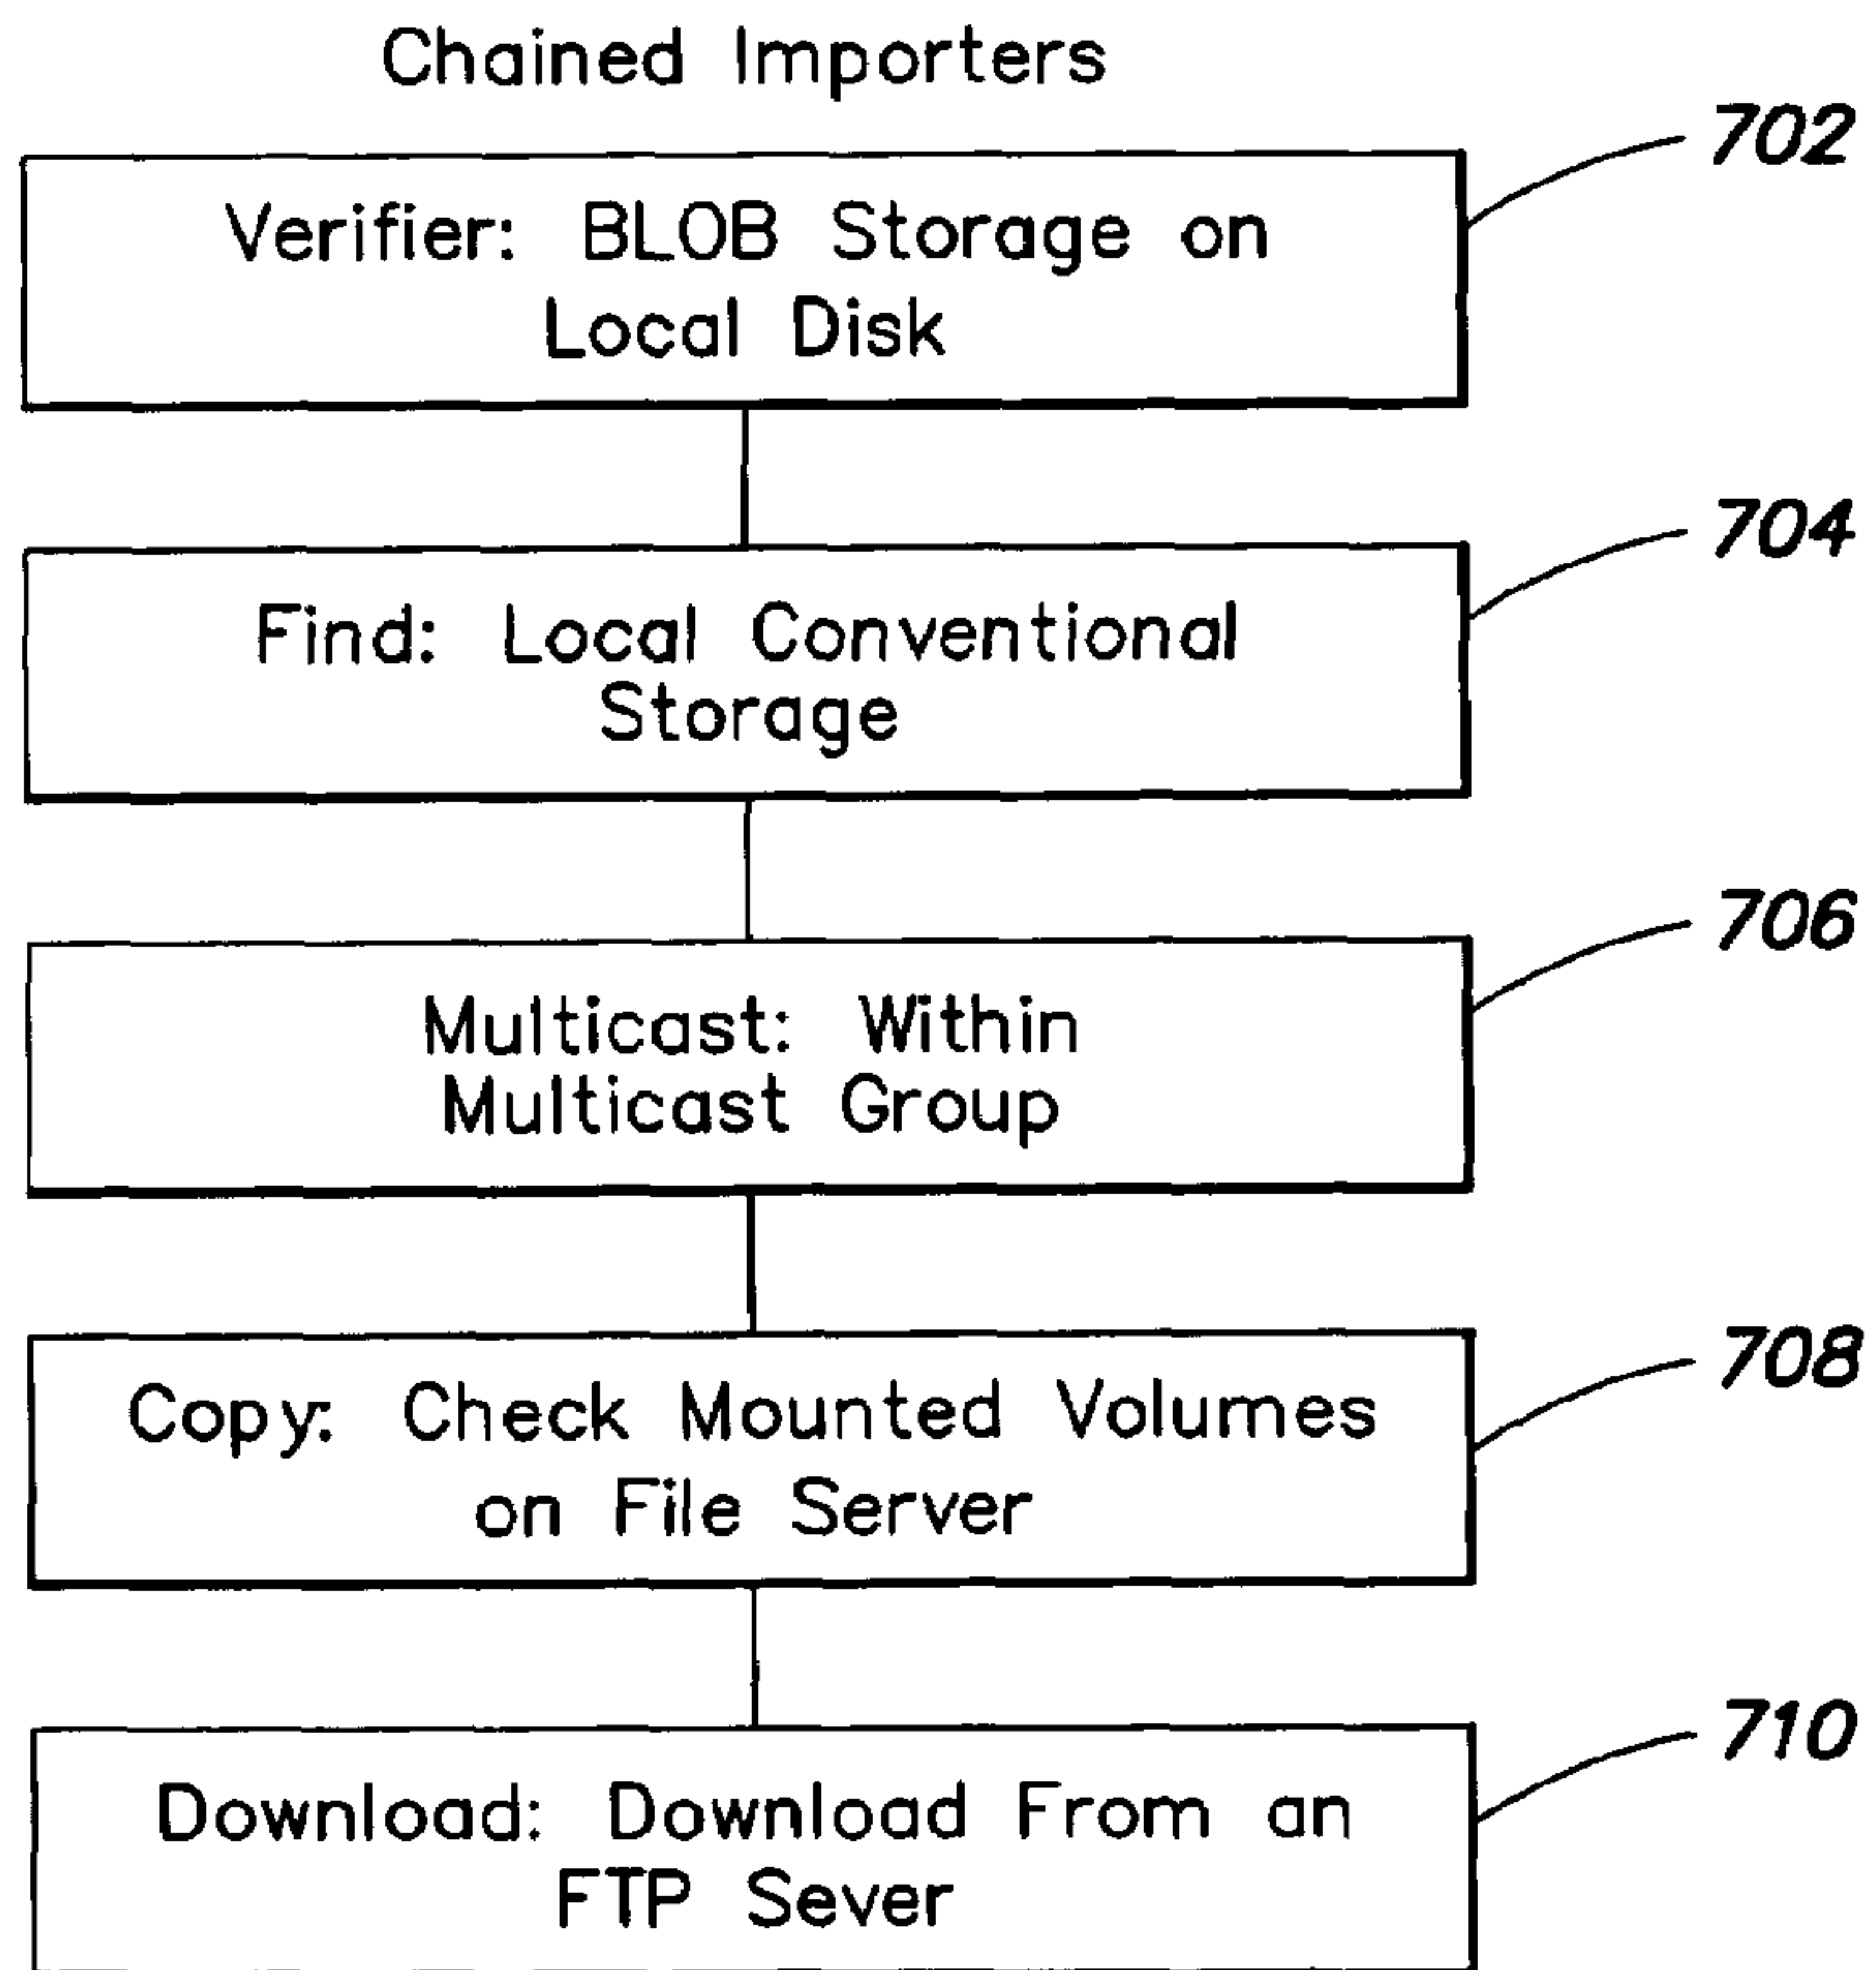 Chained Importers
702
Verifier: BLOB Storage on
Local Disk
704
Find: Local Conventional
Storage
706
Multicast: Within
Multicast Group
708
Copy: Check Mounted Volumes
on File Server
710
Download: Download From an
FTP Sever